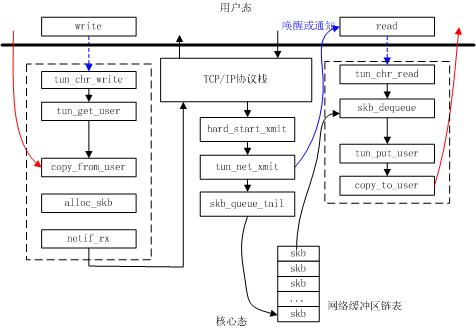 用户态
write
唤醒或通知
read
tun_chr_write
tun_get_user
copy_from_user
alloc_skb
netif_rx
TCP/IP协议栈
hard_start_xmit
tun_net_xmit
skb_queue_tail
tun_chr_read
skb_dequeue
tun_put_user
copy_to_user
skb
skb
skb
...
skb
网络缓冲区链表
核心态